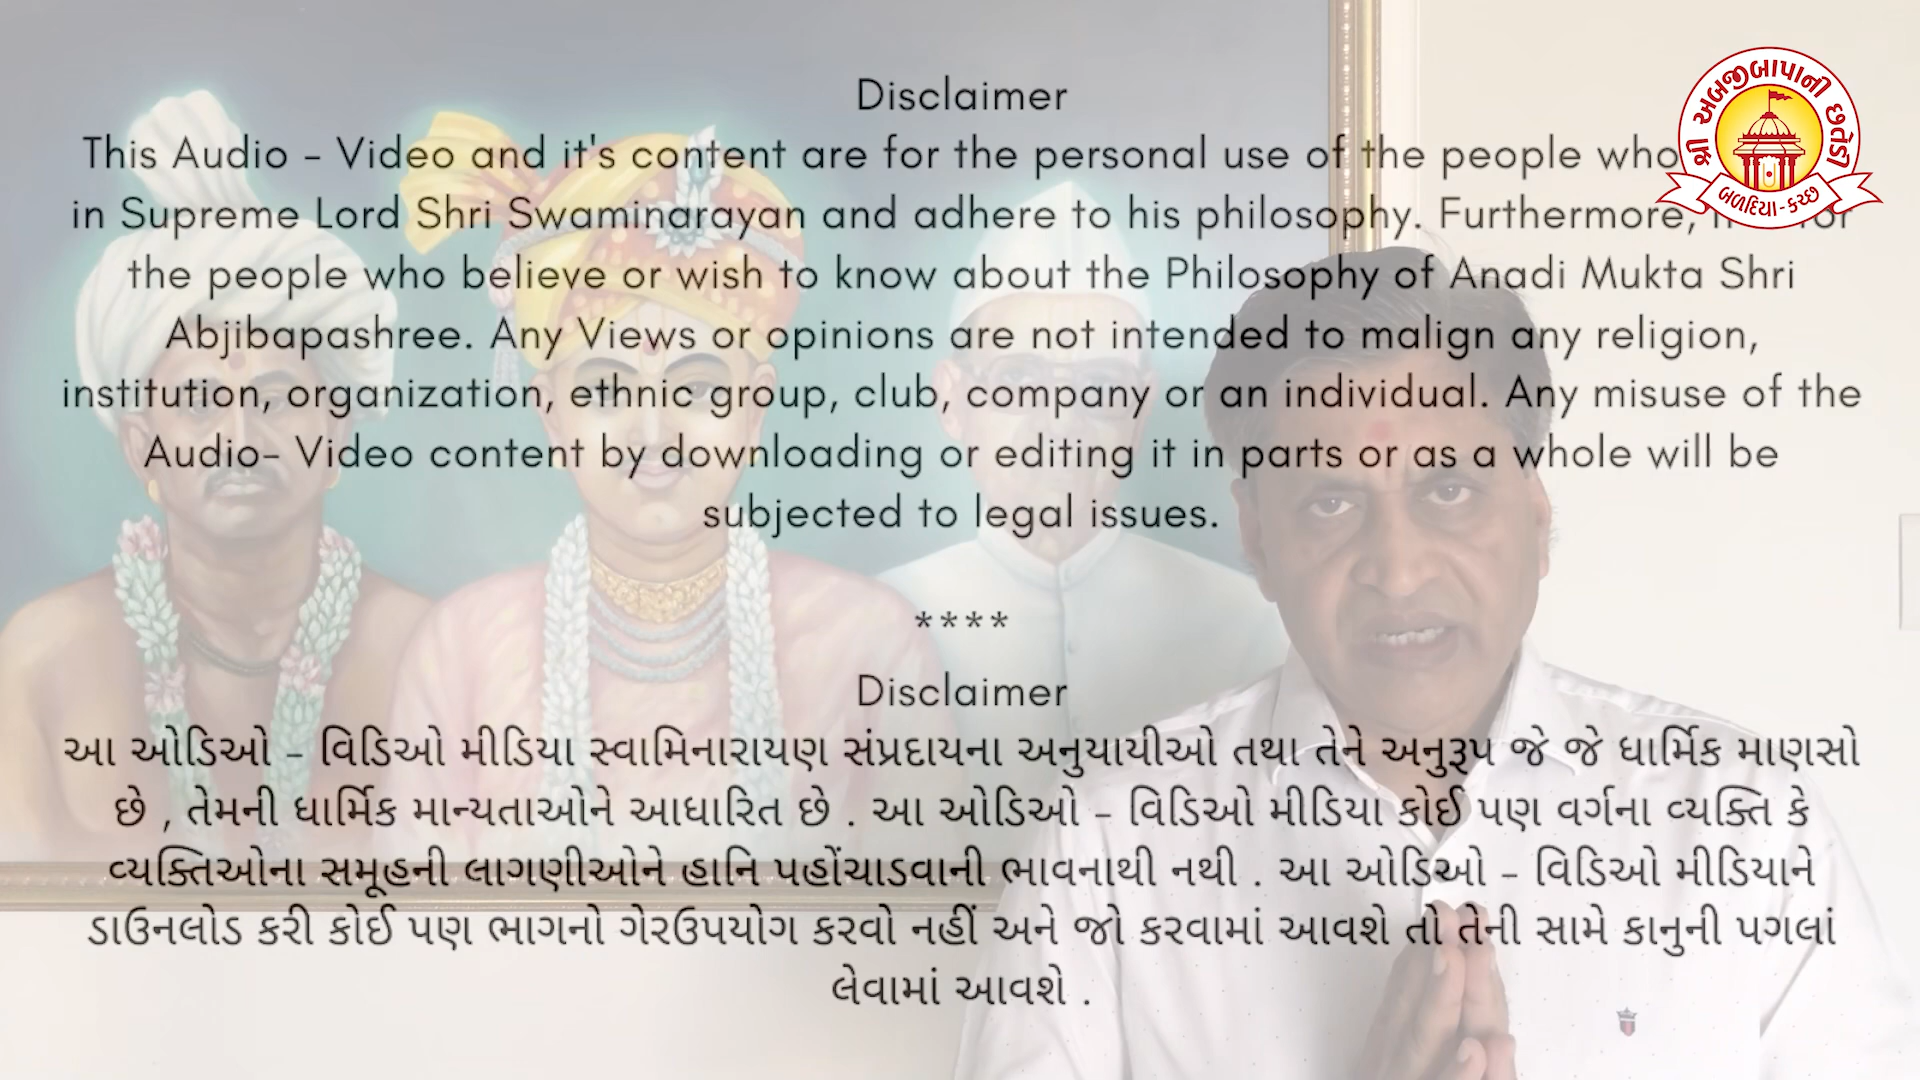 શ્રી અબજીબાપાની છતેડી
બળદિયા-કચ્છ
Disclaimer
This Audio - Video and it's content are for the personal use of the people who
in Supreme Lord Shri Swaminarayan and adhere to his philosophy. Furthermore,
the people who believe or wish to know about the Philosophy of Anadi Mukta Shri
Abjibapashree. Any Views or opinions are not intended to malign any religion,
institution, organization, ethnic group, club, company or an individual. Any misuse of the
Audio- Video content by downloading or editing it in parts or as a whole will be
subjected to legal issues.
****
Disclaimer
આ ઓડિઓ - વિડિઓ મીડિયા સ્વામિનારાયણ સંપ્રદાયના અનુયાયીઓ તથા તેને અનુરૂપ જે જે ધાર્મિક માણસો
છે , તેમની ધાર્મિક માન્યતાઓને આધારિત છે . આ ઓડિઓ - વિડિઓ મીડિયા કોઈ પણ વર્ગના વ્યક્તિ કે
વ્યક્તિઓના સમૂહની લાગણીઓને હાનિ પહોંચાડવાની ભાવનાથી નથી . આ ઓડિઓ - વિડિઓ મીડિયાને
ડાઉનલોડ કરી કોઈ પણ ભાગનો ગેરઉપયોગ કરવો નહીં અને જો કરવામાં આવશે તો તેની સામે કાનુની પગલાં
લેવામાં આવશે .